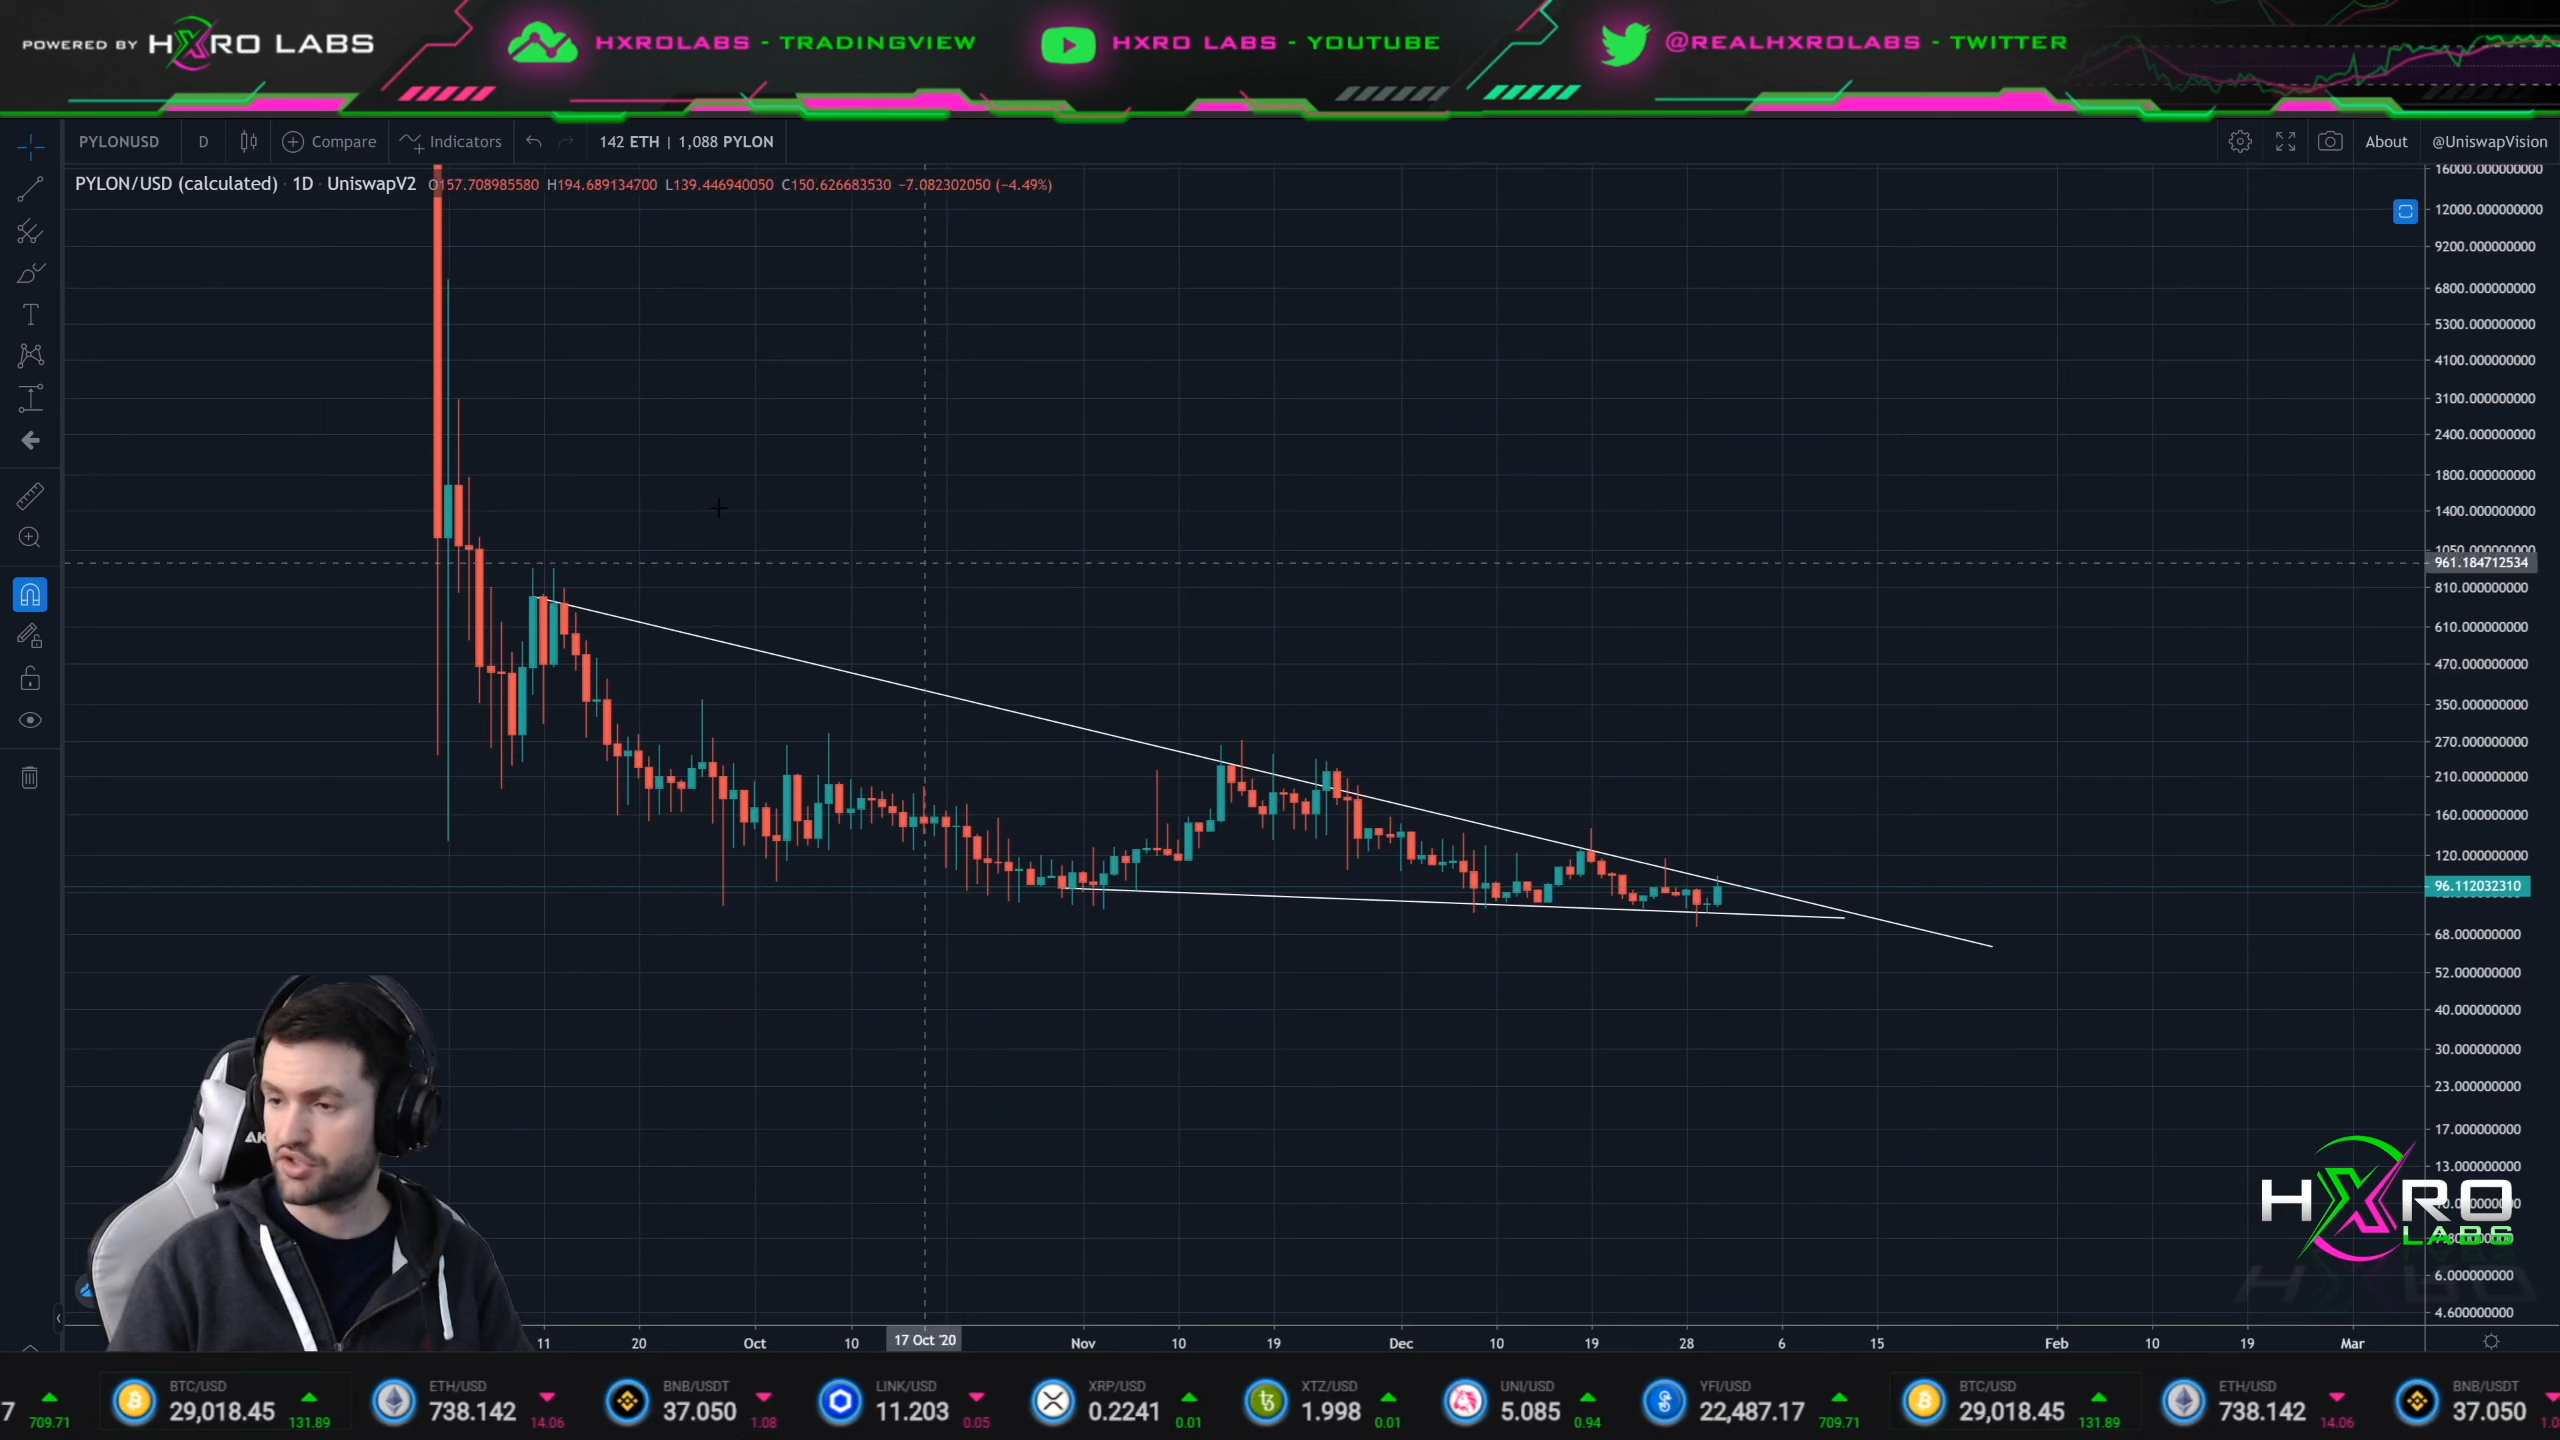 POWERED BY HXRO LABS
HXROLABS - TRADINGVIEW
HXRO LABS - YOUTUBE
@REALHXROLABS - TWITTER
PYLONUSD D Compare Indicators 142 ETH | 1,088 PYLON About @UniswapVision
PYLON/USD (calculated) · 1D · UniswapV2 O157.708985580 H194.689134700 L139.446940050 C150.626683530 −7.082302050 (−4.49%)
16000.000000000
12000.000000000
9200.000000000
6800.000000000
5300.000000000
4100.000000000
3100.000000000
2400.000000000
1800.000000000
1400.000000000
1050.000000000
961.184712534
810.000000000
610.000000000
470.000000000
350.000000000
270.000000000
210.000000000
160.000000000
120.000000000
96.112032310
68.000000000
52.000000000
40.000000000
30.000000000
23.000000000
17.000000000
13.000000000
6.000000000
4.600000000
AK
HXRO
LABS
11 20 Oct 10 17 Oct '20 Nov 10 19 Dec 10 19 28 6 15 Feb 10 19 Mar
7 709.71
BTC/USD
29,018.45 131.89
ETH/USD
738.142 14.06
BNB/USDT
37.050 1.08
LINK/USD
11.203 0.05
XRP/USD
0.2241 0.01
XTZ/USD
1.998 0.01
UNI/USD
5.085 0.94
YFI/USD
22,487.17 709.71
BTC/USD
29,018.45 131.89
ETH/USD
738.142 14.06
BNB/USDT
37.050